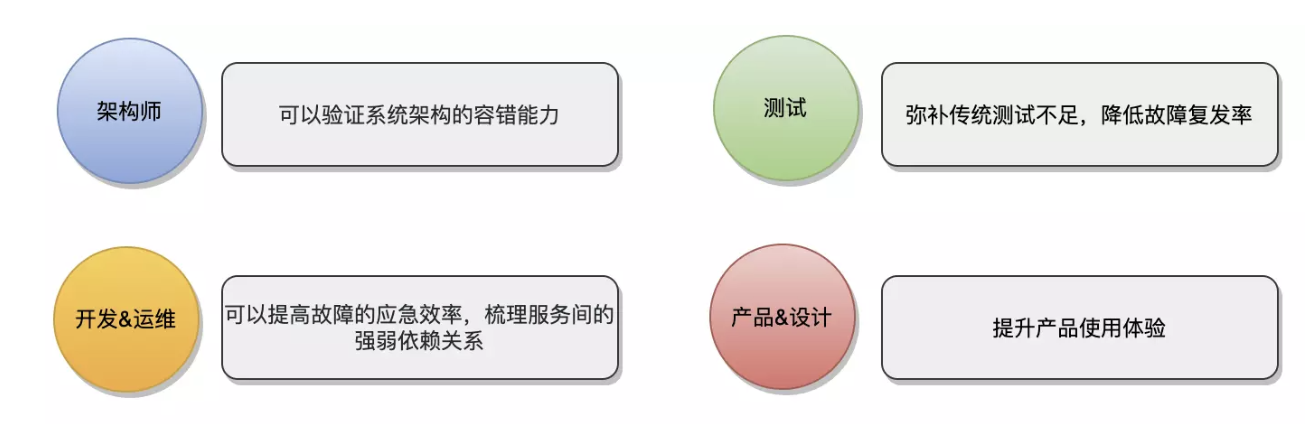 架构师
可以验证系统架构的容错能力
测试
弥补传统测试不足，降低故障复发率
开发&运维
可以提高故障的应急效率，梳理服务间的
强弱依赖关系
产品&设计
提升产品使用体验